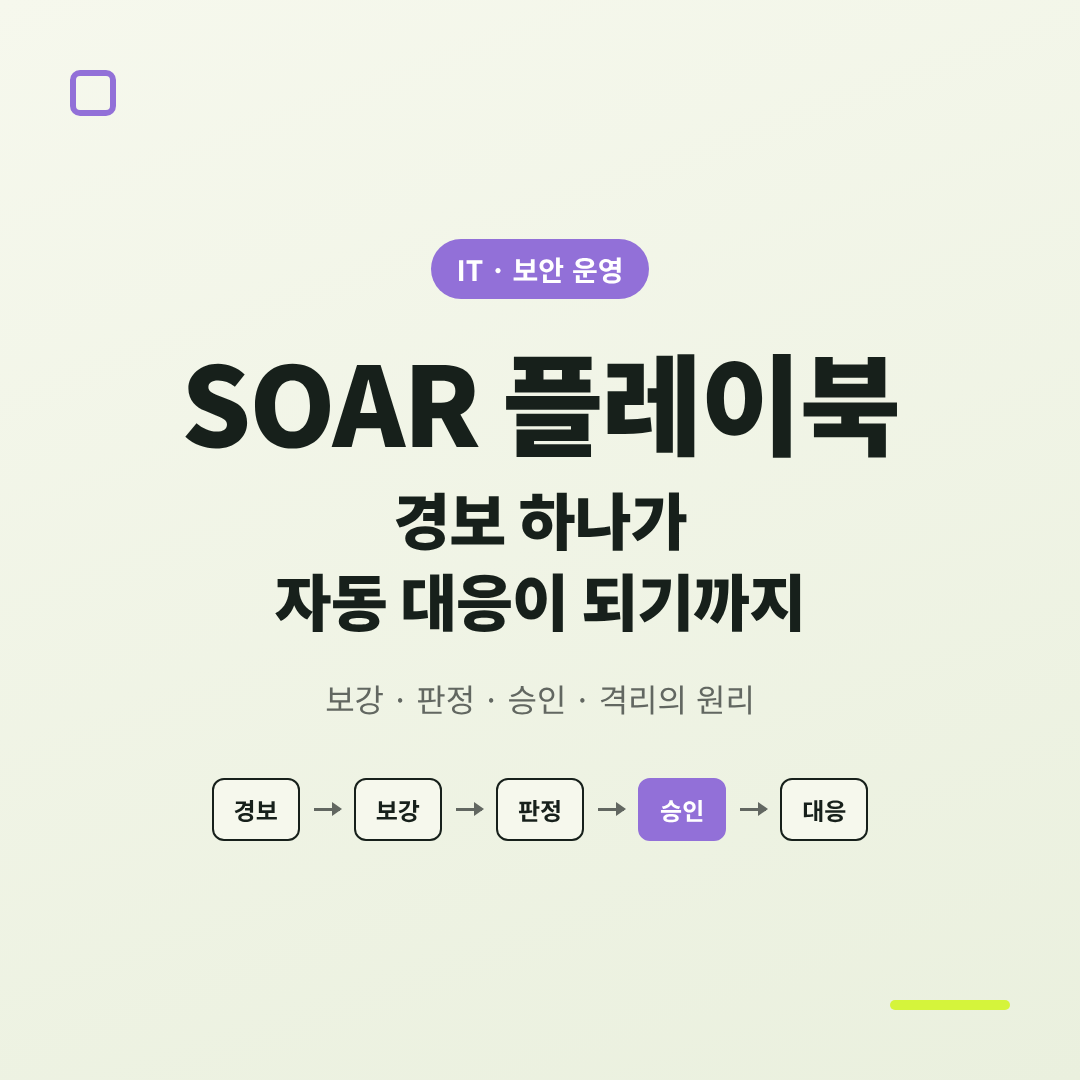 IT · 보안 운영
SOAR 플레이북
경보 하나가
자동 대응이 되기까지
보강 · 판정 · 승인 · 격리의 원리
경보 → 보강 → 판정 → 승인 → 대응